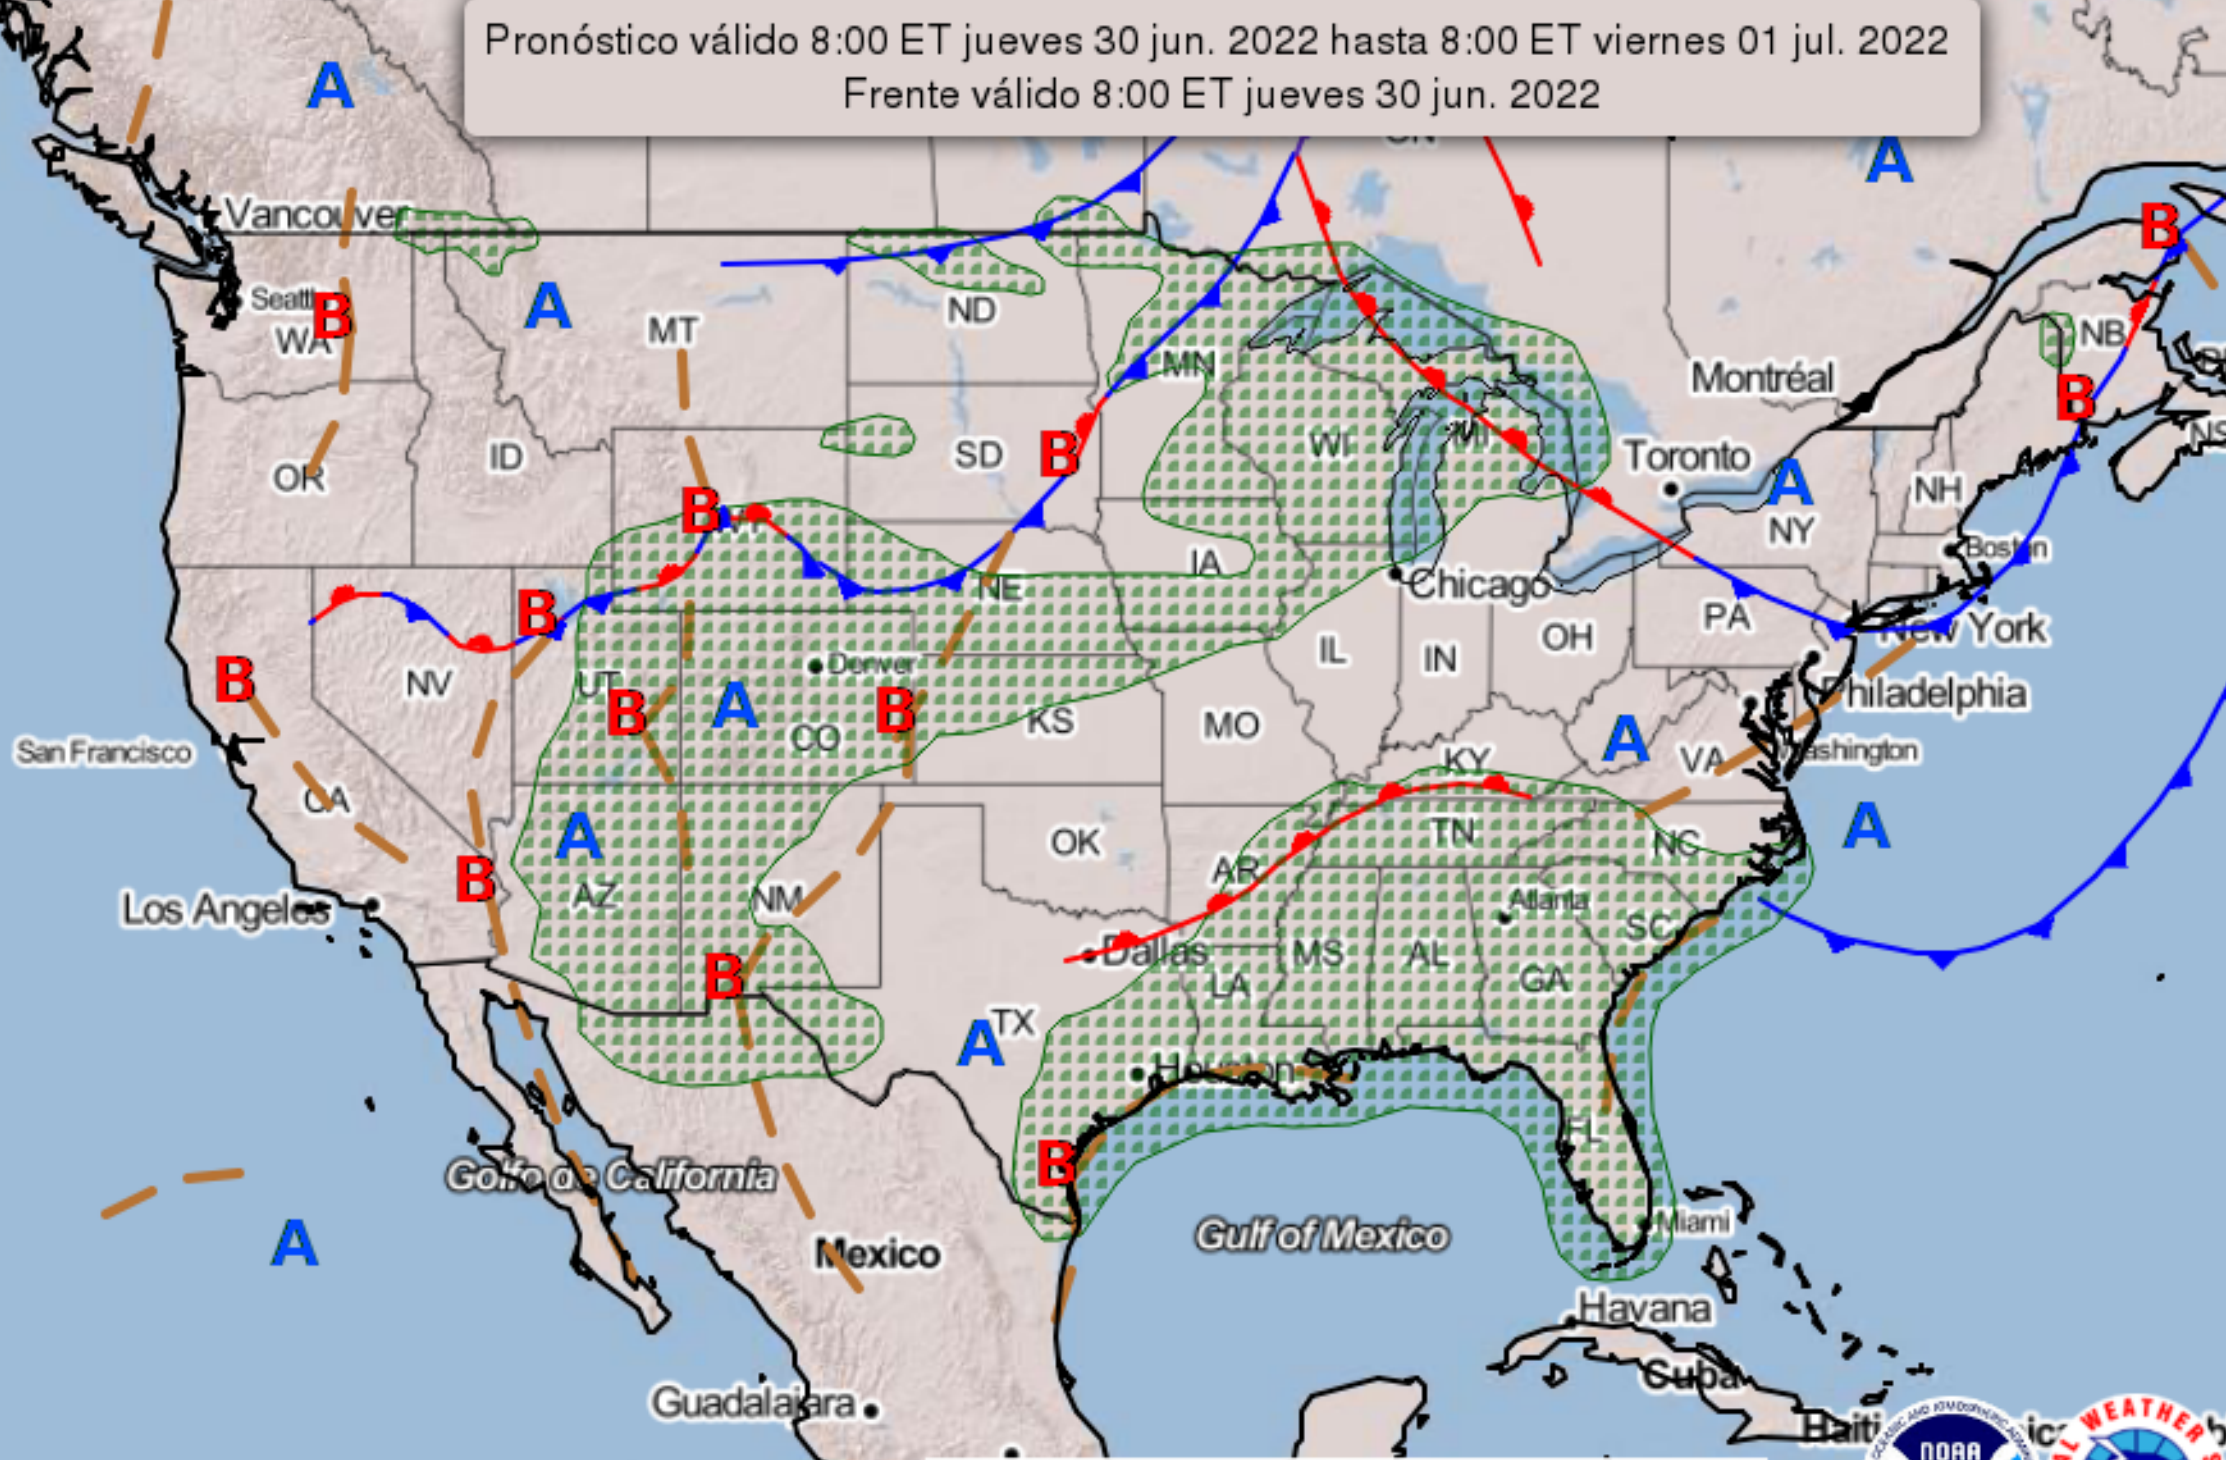 Pronóstico válido 8:00 ET jueves 30 jun. 2022 hasta 8:00 ET viernes 01 jul. 2022
Frente válido 8:00 ET jueves 30 jun. 2022
A
A
Vancouver
B
Seattle
B
WA
A
MT
ND
MN
NB
Montréal
B
OR
ID
SD
B
WI
MI
Toronto
A
NH
NS
B
NY
Boston
IA
NE
Chicago
B
PA
New York
OH
IL
IN
Denver
B
NV
UT
B
A
CO
B
KS
MO
Philadelphia
San Francisco
KY
A
VA
Washington
CA
A
AZ
OK
TN
NC
A
B
AR
NM
Los Angeles
Atlanta
SC
Dallas
MS
AL
B
LA
GA
A
TX
Houston
FL
B
Golfo de California
Miami
A
Gulf of Mexico
Mexico
Havana
Cuba
Guadalajara
Haiti
NOAA
WEATHER